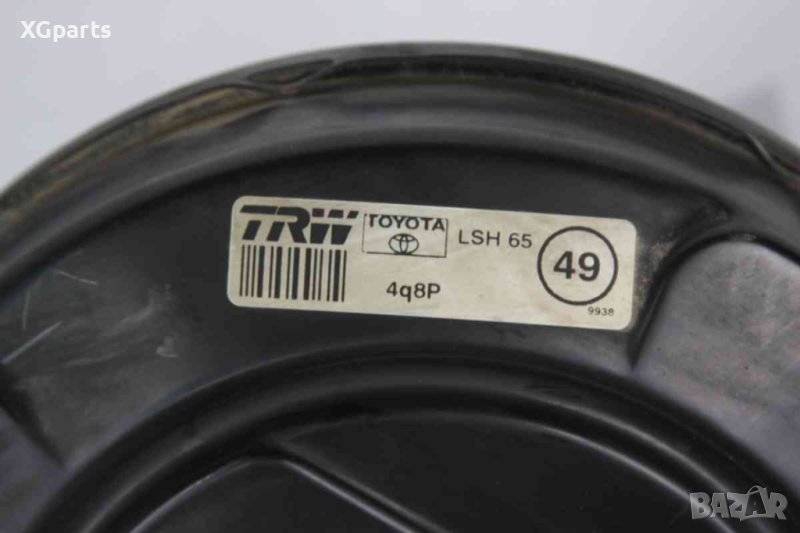 XGparts
TRW
TOYOTA
LSH 65
49
4q8P
9938
BAZAR